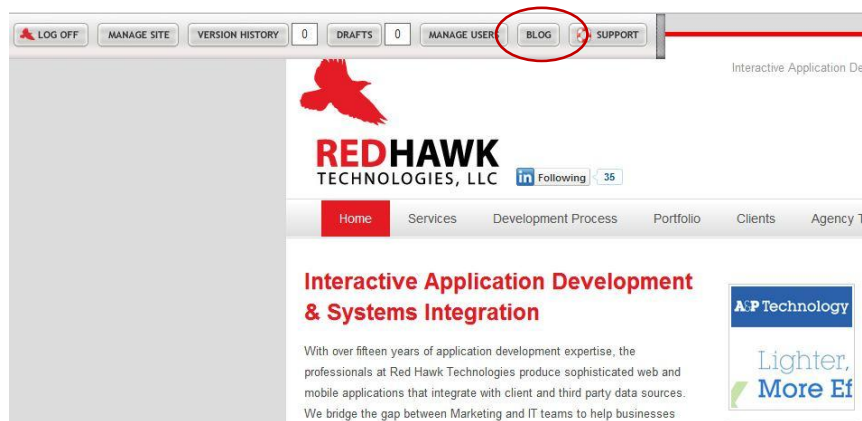 LOG OFF MANAGE SITE VERSION HISTORY 0 DRAFTS 0 MANAGE USERS BLOG SUPPORT
Interactive Application De
REDHAWK
TECHNOLOGIES, LLC
in Following 35
Home Services Development Process Portfolio Clients Agency T
Interactive Application Development
& Systems Integration
With over fifteen years of application development expertise, the
professionals at Red Hawk Technologies produce sophisticated web and
mobile applications that integrate with client and third party data sources.
We bridge the gap between Marketing and IT teams to help businesses
A&P Technology
Lighter,
More Ef